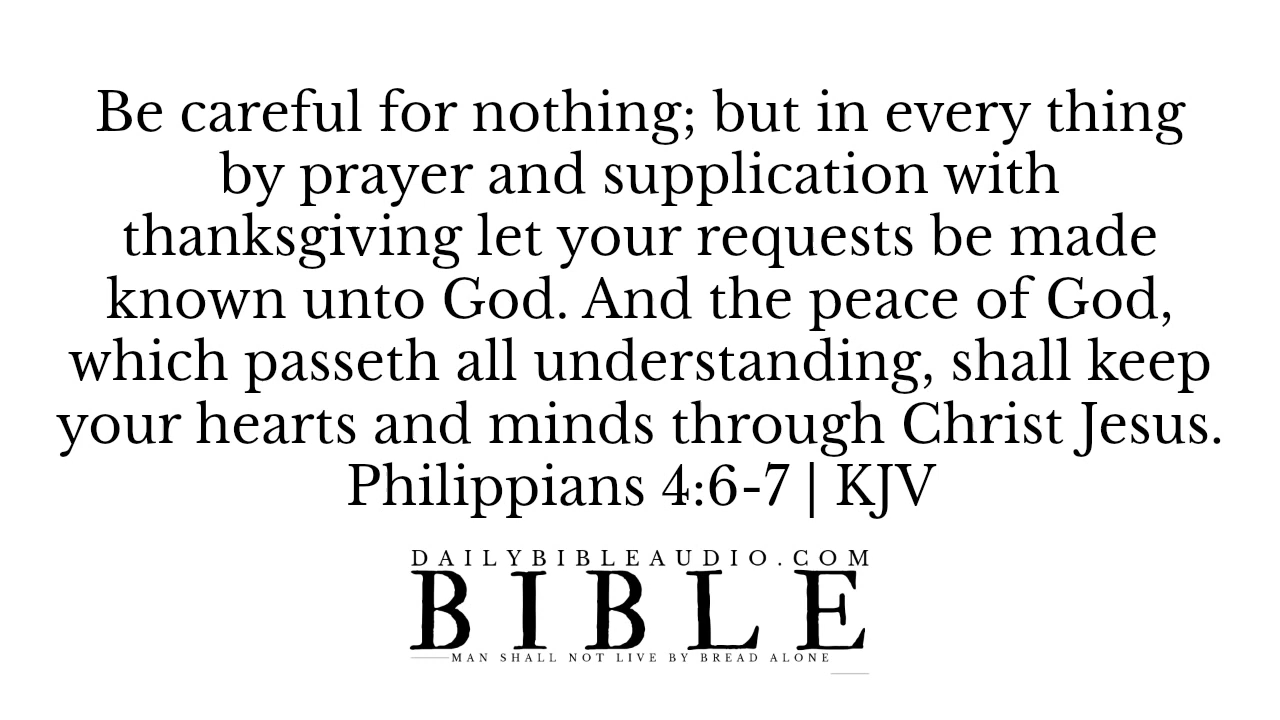 Be careful for nothing; but in every thing
by prayer and supplication with
thanksgiving let your requests be made
known unto God. And the peace of God,
which passeth all understanding, shall keep
your hearts and minds through Christ Jesus.
Philippians 4:6-7 | KJV
DAILYBIBLEAUDIO.COM
BIBLE
MAN SHALL NOT LIVE BY BREAD ALONE